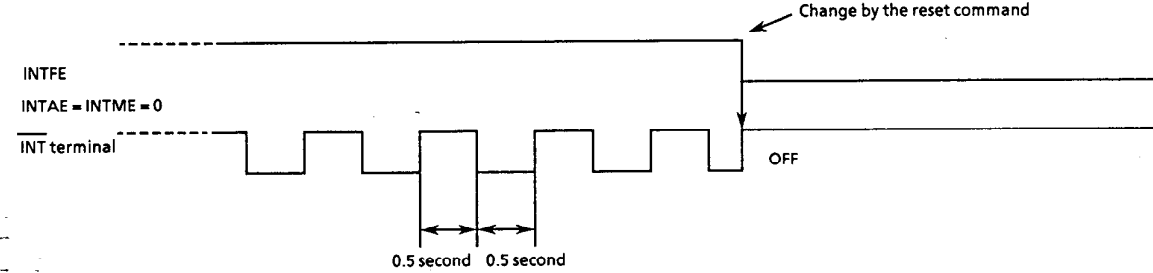 Change by the reset command
INTFE
INTAE = INTME = 0
INT terminal
OFF
0.5 second 0.5 second